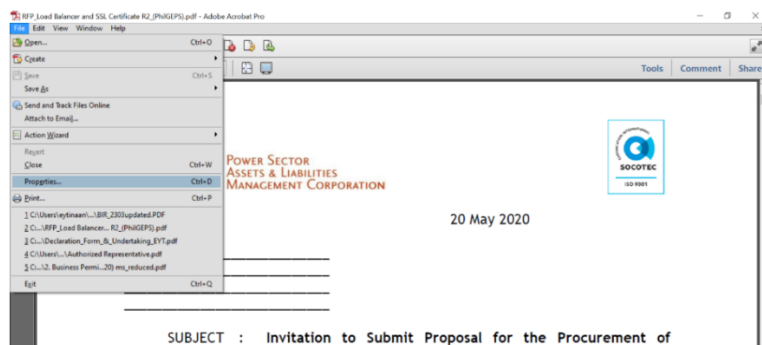 RFP_Load Balancer and SSL Certificate R2_(PhilGEPS).pdf - Adobe Acrobat Pro
File Edit View Window Help
Open... Ctrl+O
Create
Save Ctrl+S
Save As
Send and Track Files Online
Attach to Email...
Action Wizard
Revert
Close Ctrl+W
Properties... Ctrl+D
Print... Ctrl+P
1 C:\Users\eytinaan\...\BIR_2303updated.PDF
2 C:...\RFP_Load Balancer... R2_(PhilGEPS).pdf
3 C:...\Declaration_Form_&_Undertaking_EYT.pdf
4 C:\Users\...\Authorized Representative.pdf
5 C:...\2. Business Permi...20) ms_reduced.pdf
Exit Ctrl+Q
Tools Comment Share
POWER SECTOR
ASSETS & LIABILITIES
MANAGEMENT CORPORATION
SOCOTEC
ISO 9001
20 May 2020
SUBJECT : Invitation to Submit Proposal for the Procurement of